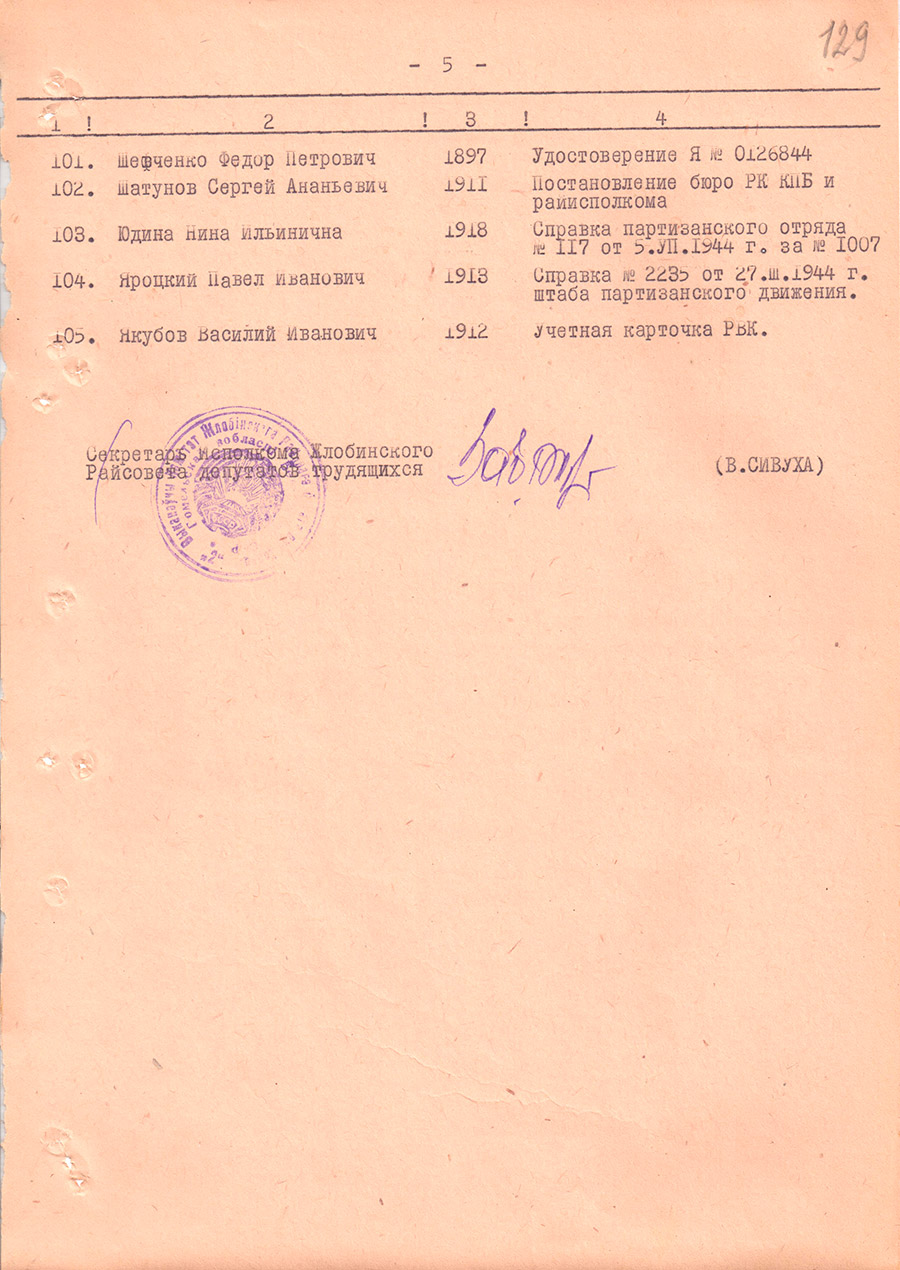 129
- 5 -
1 ! 2 ! 3 ! 4
101. Шевченко Федор Петрович 1897 Удостоверение Я № 0126844
102. Шатунов Сергей Ананьевич 1911 Постановление бюро РК КПБ и
райисполкома
103. Юдина Нина Ильинична 1918 Справка партизанского отряда
№ 117 от 5.УП.1944 г. за № 1007
104. Яроцкий Павел Иванович 1913 Справка № 2235 от 27.Ш.1944 г.
штаба партизанского движения.
105. Якубов Василий Иванович 1912 Учетная карточка РВК.
Секретарь Исполкома Жлобинского
Райсовета депутатов трудящихся
(В.СИВУХА)